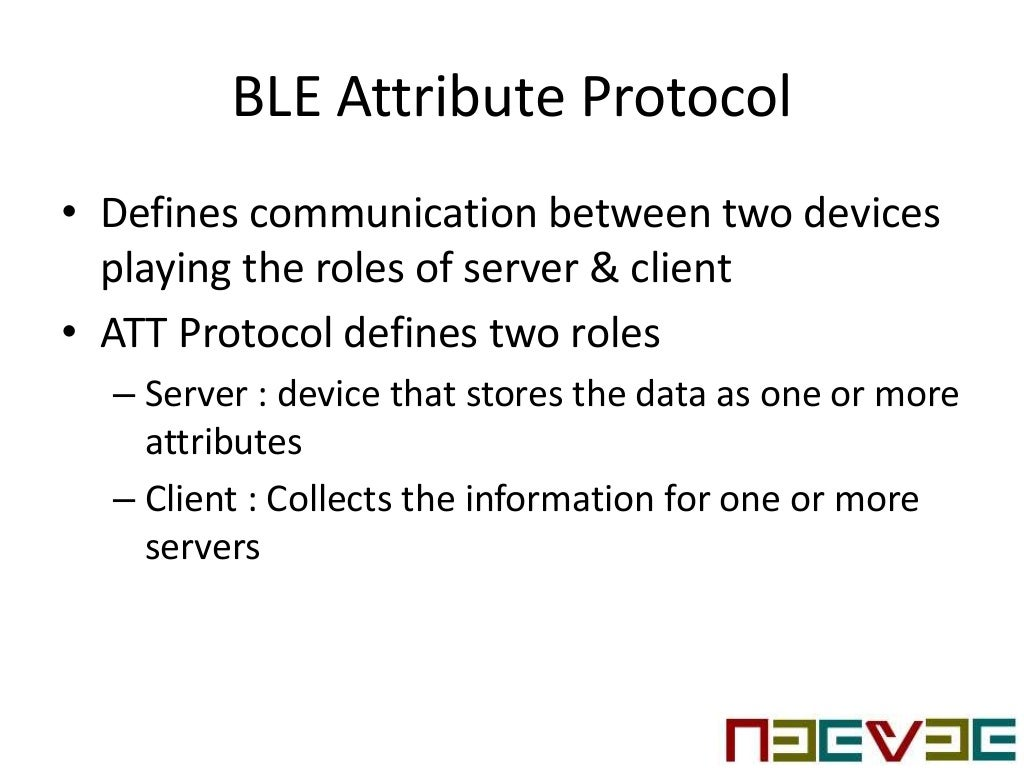 BLE Attribute Protocol
• Defines communication between two devices
playing the roles of server & client
• ATT Protocol defines two roles
– Server : device that stores the data as one or more
attributes
– Client : Collects the information for one or more
servers